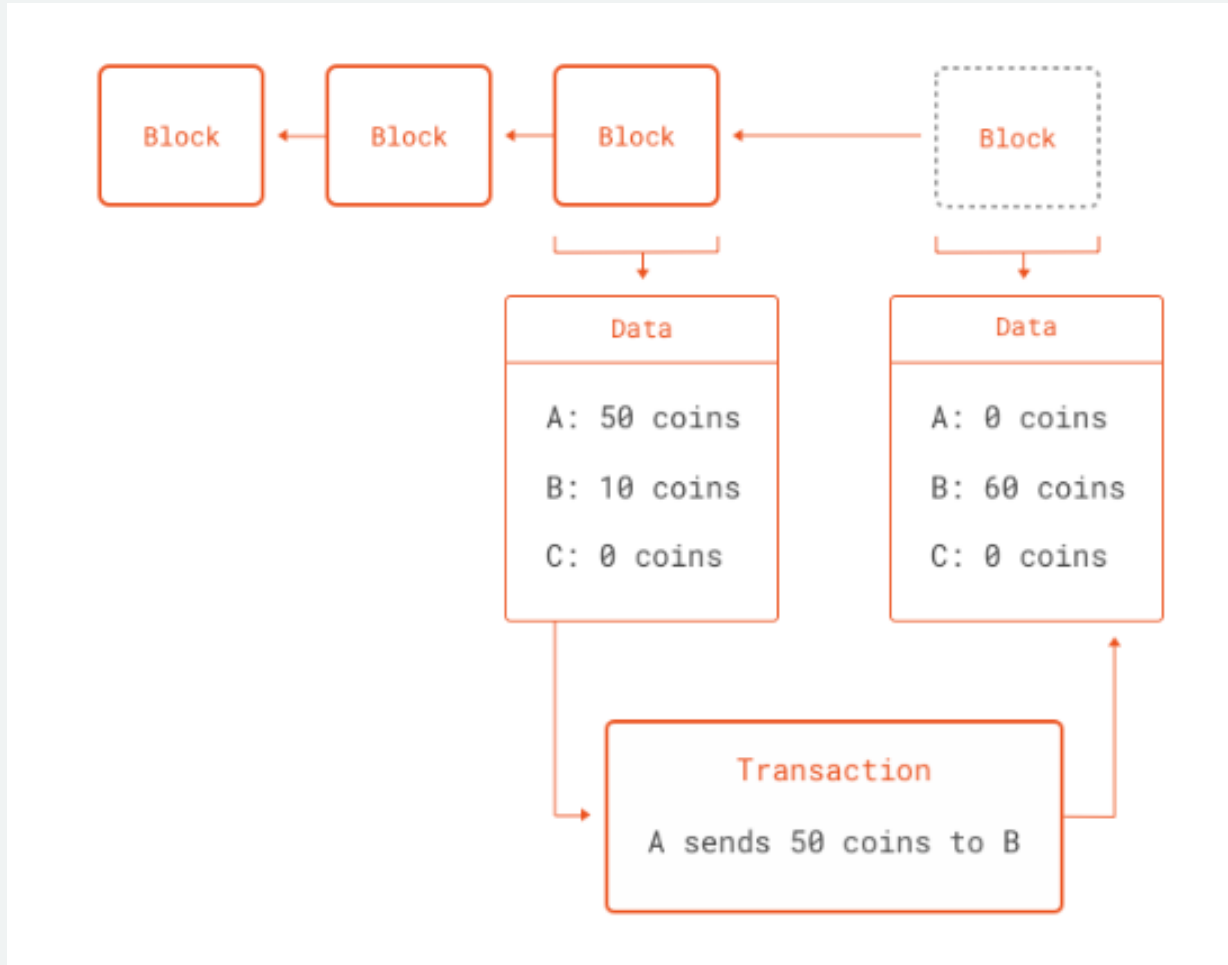 Block
Block
Block
Block
Data
A: 50 coins
B: 10 coins
C: 0 coins
Data
A: 0 coins
B: 60 coins
C: 0 coins
Transaction
A sends 50 coins to B